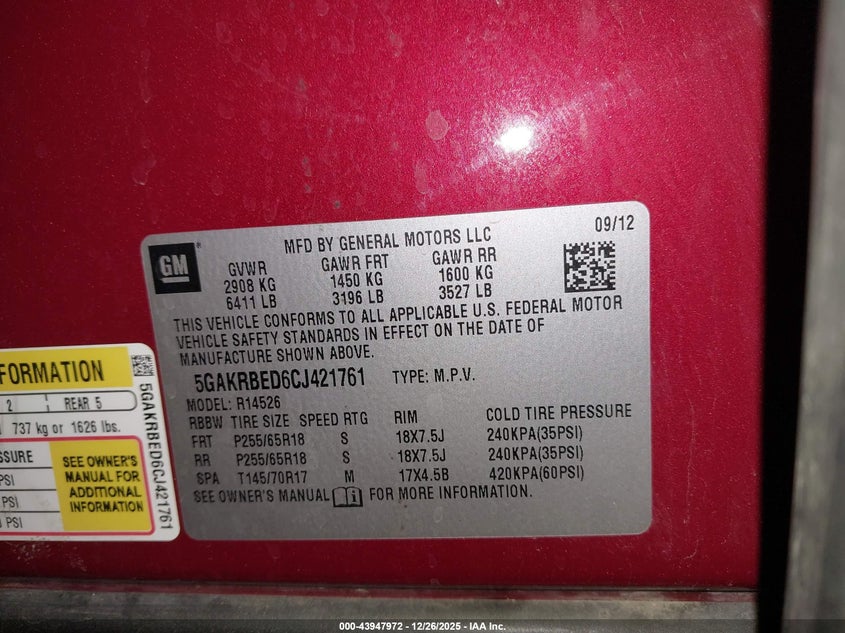 09/12
MFD BY GENERAL MOTORS LLC
GM®
GVWR GAWR FRT GAWR RR
2908 KG 1450 KG 1600 KG
6411 LB 3196 LB 3527 LB
THIS VEHICLE CONFORMS TO ALL APPLICABLE U.S. FEDERAL MOTOR
VEHICLE SAFETY STANDARDS IN EFFECT ON THE DATE OF
MANUFACTURE SHOWN ABOVE.
5GAKRBED6CJ421761 TYPE: M.P.V.
MODEL: R14526
RBBW TIRE SIZE SPEED RTG RIM COLD TIRE PRESSURE
FRT P255/65R18 S 18X7.5J 240KPA(35PSI)
RR P255/65R18 S 18X7.5J 240KPA(35PSI)
SPA T145/70R17 M 17X4.5B 420KPA(60PSI)
SEE OWNER'S MANUAL i FOR MORE INFORMATION.
FORMATION
2 REAR 5
737 kg or 1626 lbs.
SSURE
PSI
PSI
PSI
SEE OWNER'S
MANUAL FOR
ADDITIONAL
INFORMATION
5GAKRBED6CJ421761
000-43947972 - 12/26/2025 - IAA Inc.